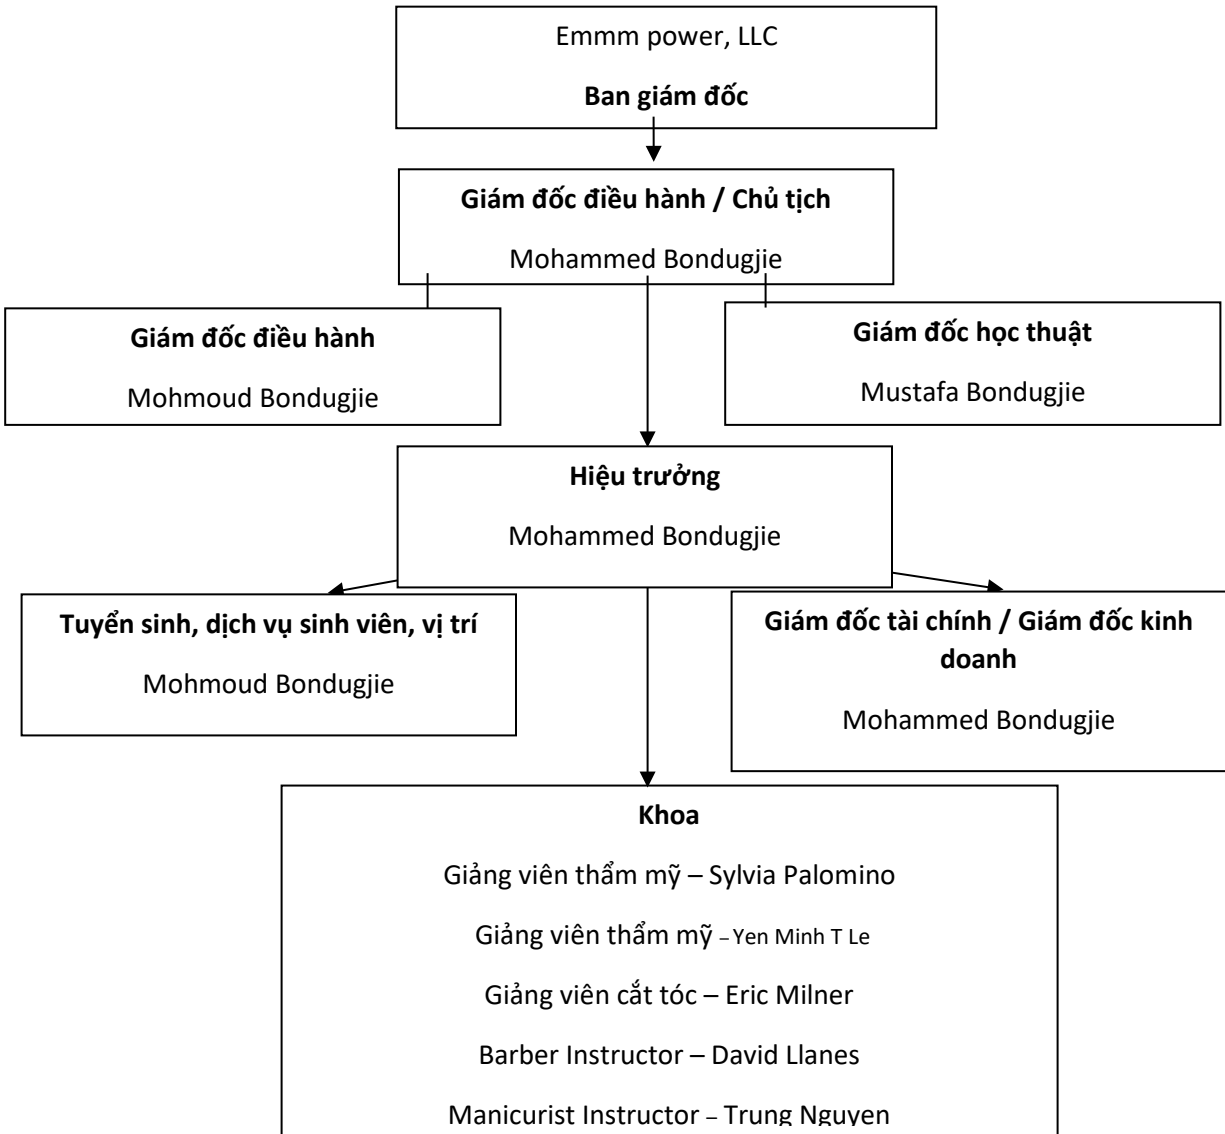 Emmm power, LLC
Ban giám đốc
Giám đốc điều hành / Chủ tịch
Mohammed Bondugjie
Giám đốc điều hành
Mohmoud Bondugjie
Giám đốc học thuật
Mustafa Bondugjie
Hiệu trưởng
Mohammed Bondugjie
Tuyển sinh, dịch vụ sinh viên, vị trí
Mohmoud Bondugjie
Giám đốc tài chính / Giám đốc kinh
doanh
Mohammed Bondugjie
Khoa
Giảng viên thẩm mỹ – Sylvia Palomino
Giảng viên thẩm mỹ – Yen Minh T Le
Giảng viên cắt tóc – Eric Milner
Barber Instructor – David Llanes
Manicurist Instructor – Trung Nguyen